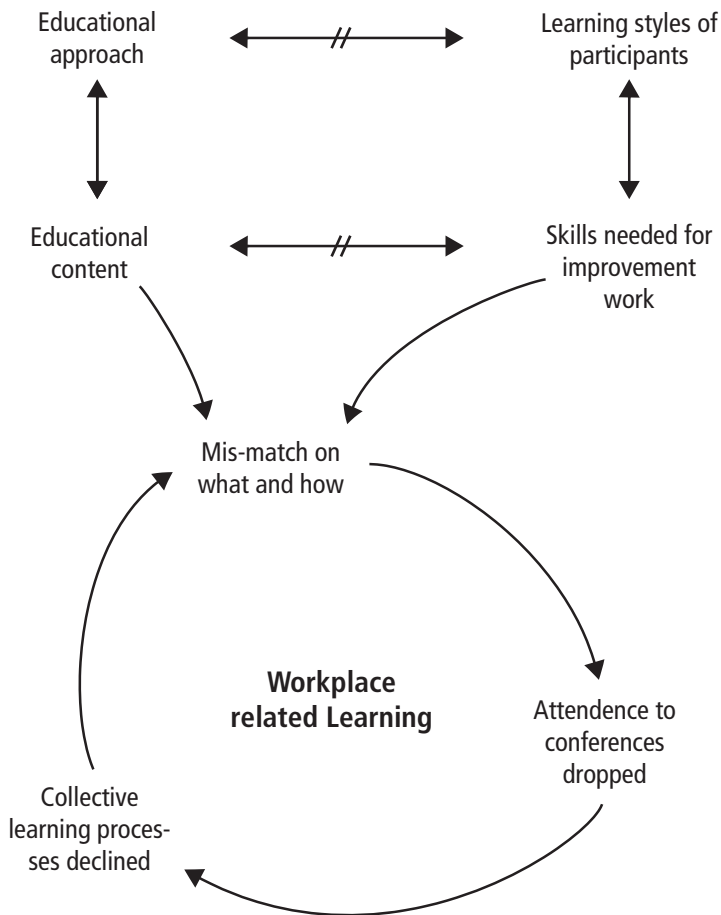 Educational
approach
Learning styles of
participants
Educational
content
Skills needed for
improvement
work
Mis-match on
what and how
Workplace
related Learning
Attendence to
conferences
dropped
Collective
learning proces-
ses declined